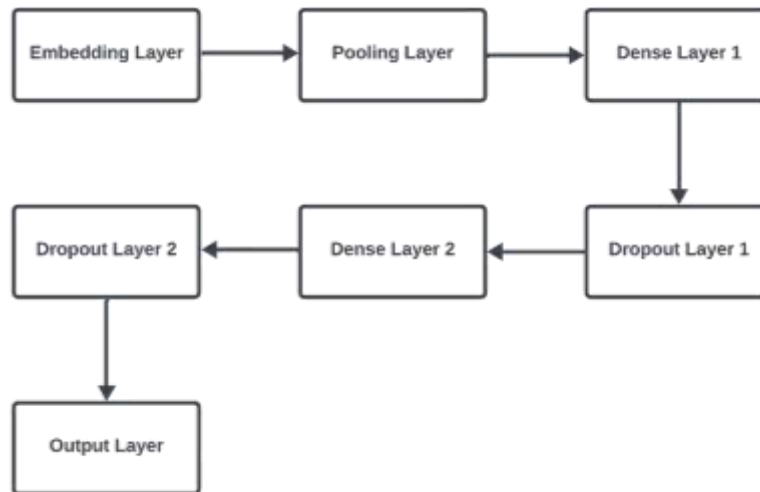 Embedding Layer
Pooling Layer
Dense Layer 1
Dropout Layer 1
Dense Layer 2
Dropout Layer 2
Output Layer